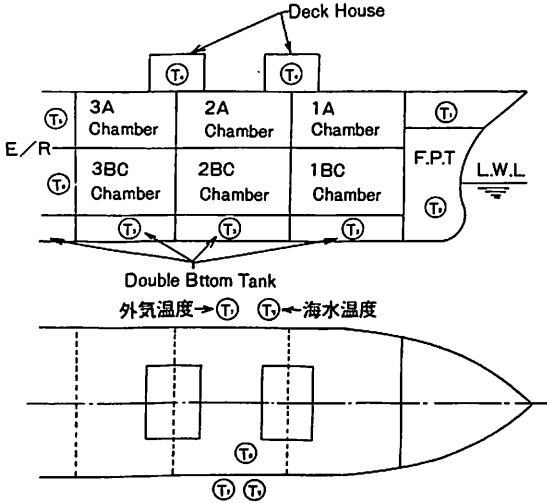 Deck House
3A
Chamber
2A
Chamber
1A
Chamber
E/R
F.P.T
L.W.L.
3BC
Chamber
2BC
Chamber
1BC
Chamber
Double Bttom Tank
外気温度
海水温度